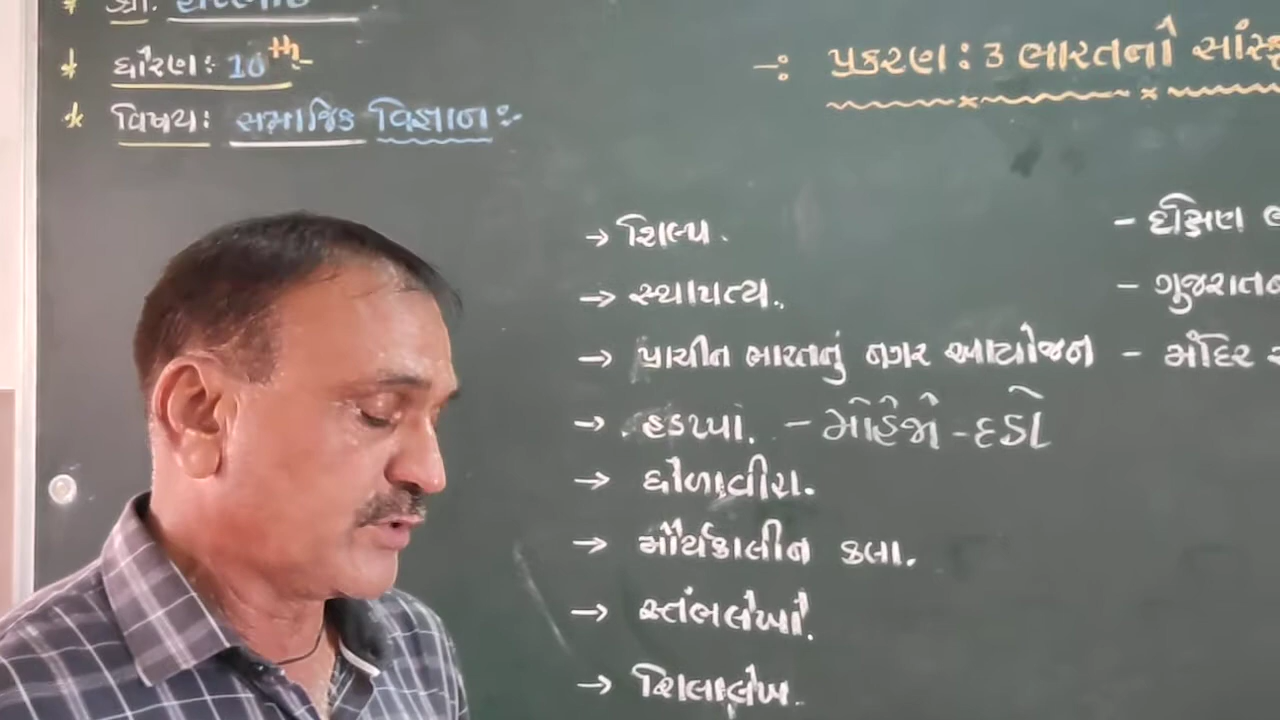 * ધોરણ: 10th
* વિષય: સમાજિક વિજ્ઞાન:-
-: પ્રકરણ: 3 ભારતનો
→ શિલ્પ.
→ સ્થાપત્ય.
→ પ્રાચીન ભારતનું નગર આયોજન
→ હડપ્પા. - મોહેંજો-દડો
→ ધોળાવીરા.
→ મૌર્યકાલીન કલા.
→ સ્તંભલેખો.
→ શિલાલેખ.
- દક્ષિણ
- ગુજરાતન
- મંદિર